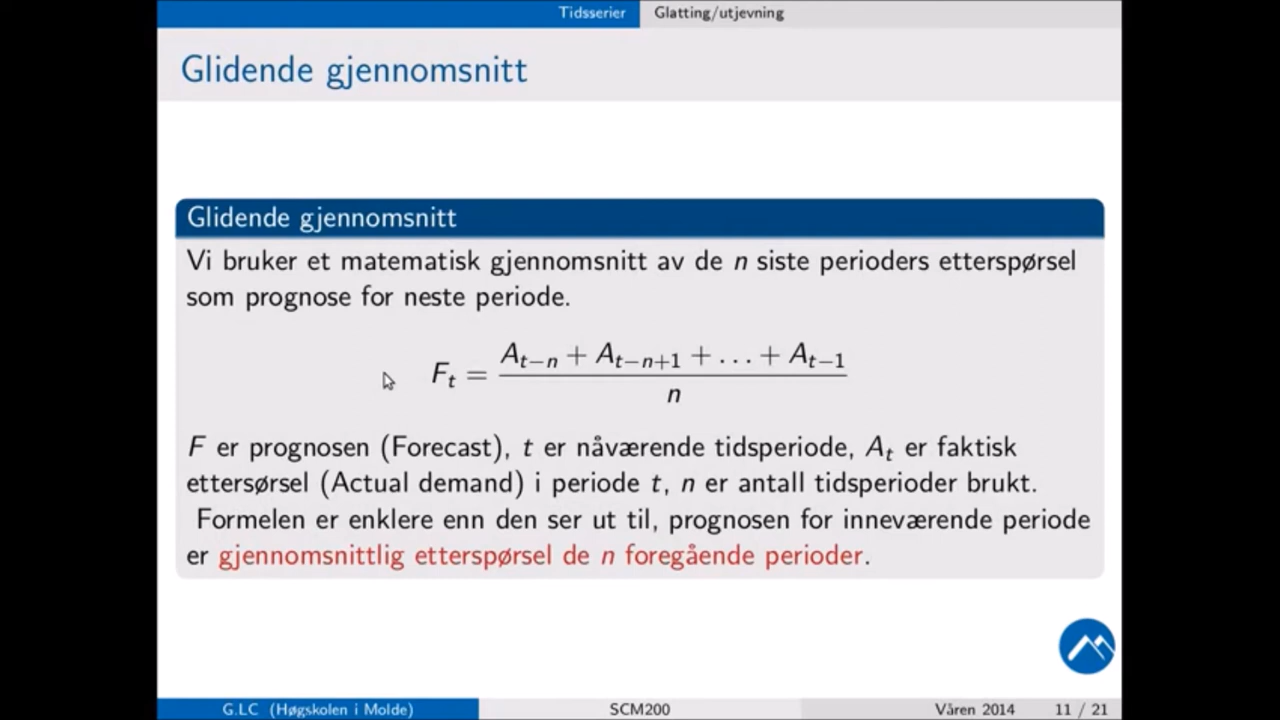 Tidsserier Glatting/utjevning
Glidende gjennomsnitt
Glidende gjennomsnitt
Vi bruker et matematisk gjennomsnitt av de n siste perioders etterspørsel
som prognose for neste periode.
F_t = \frac{A_{t-n} + A_{t-n+1} + \ldots + A_{t-1}}{n}
F er prognosen (Forecast), t er nåværende tidsperiode, A_t er faktisk
ettersørsel (Actual demand) i periode t, n er antall tidsperioder brukt.
Formelen er enklere enn den ser ut til, prognosen for inneværende periode
er gjennomsnittlig etterspørsel de n foregående perioder.
G.LC (Høgskolen i Molde) SCM200 Våren 2014 11 / 21